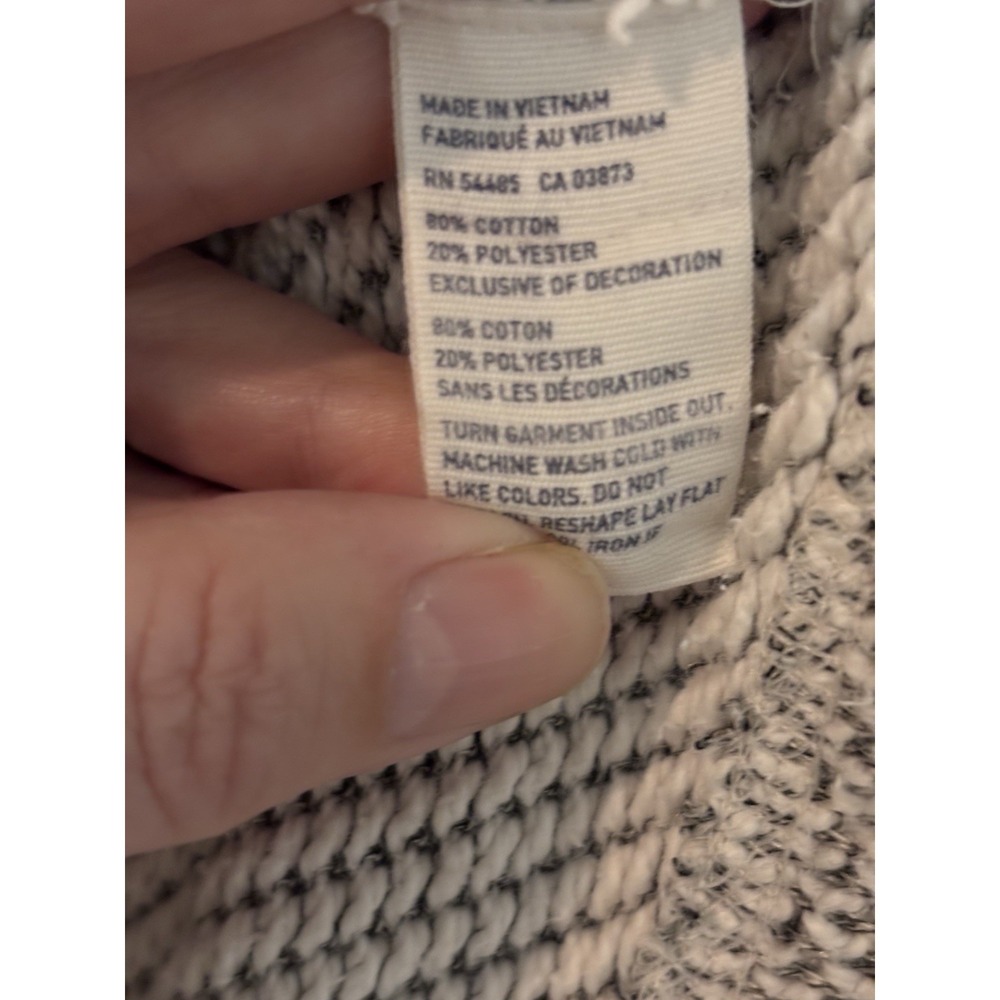 MADE IN VIETNAM
FABRIQUÉ AU VIETNAM
RN 54485 CA 03873
80% COTTON
20% POLYESTER
EXCLUSIVE OF DECORATION
80% COTON
20% POLYESTER
SANS LES DÉCORATIONS
TURN GARMENT INSIDE OUT.
MACHINE WASH COLD WITH
LIKE COLORS. DO NOT
RESHAPE LAY FLAT
IRON IF